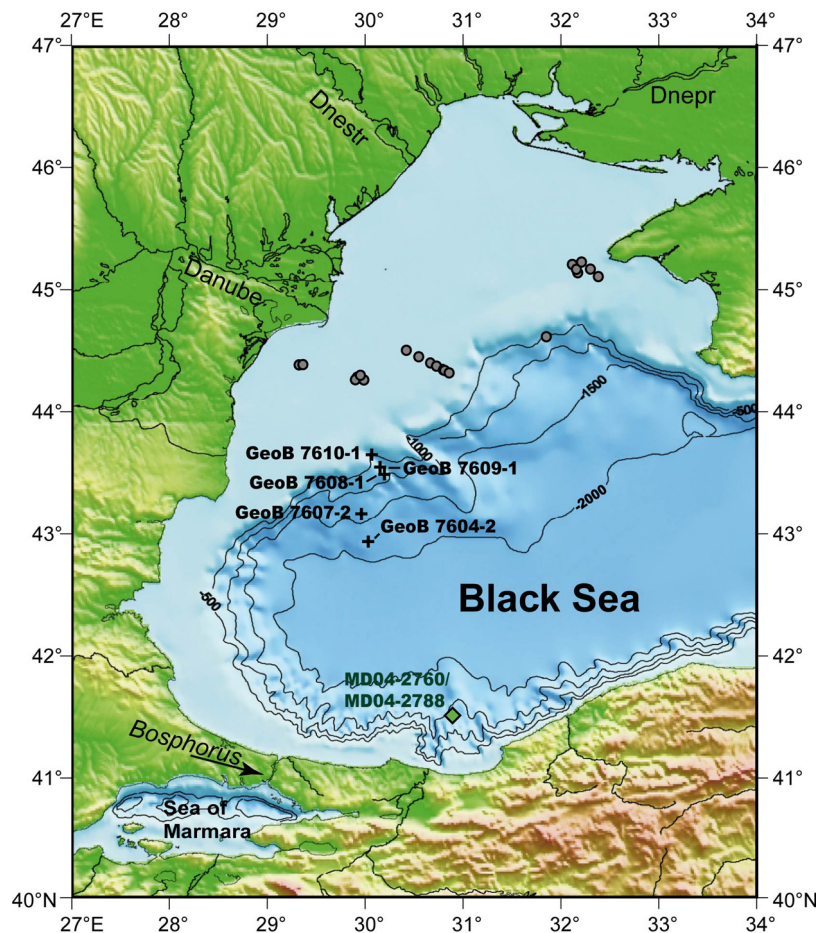 27°E 28° 29° 30° 31° 32° 33° 34°
47° 47°
Dnepr
Dnestr
46° 46°
Danube
45° 45°
-1500
44° 44°
-500
-1000
GeoB 7610-1
GeoB 7609-1
GeoB 7608-1
-2000
GeoB 7607-2
GeoB 7604-2
43° 43°
Black Sea
-500
42° 42°
MD04-2760/
MD04-2788
Bosphorus
41° 41°
Sea of
Marmara
40°N 40°N
27°E 28° 29° 30° 31° 32° 33° 34°